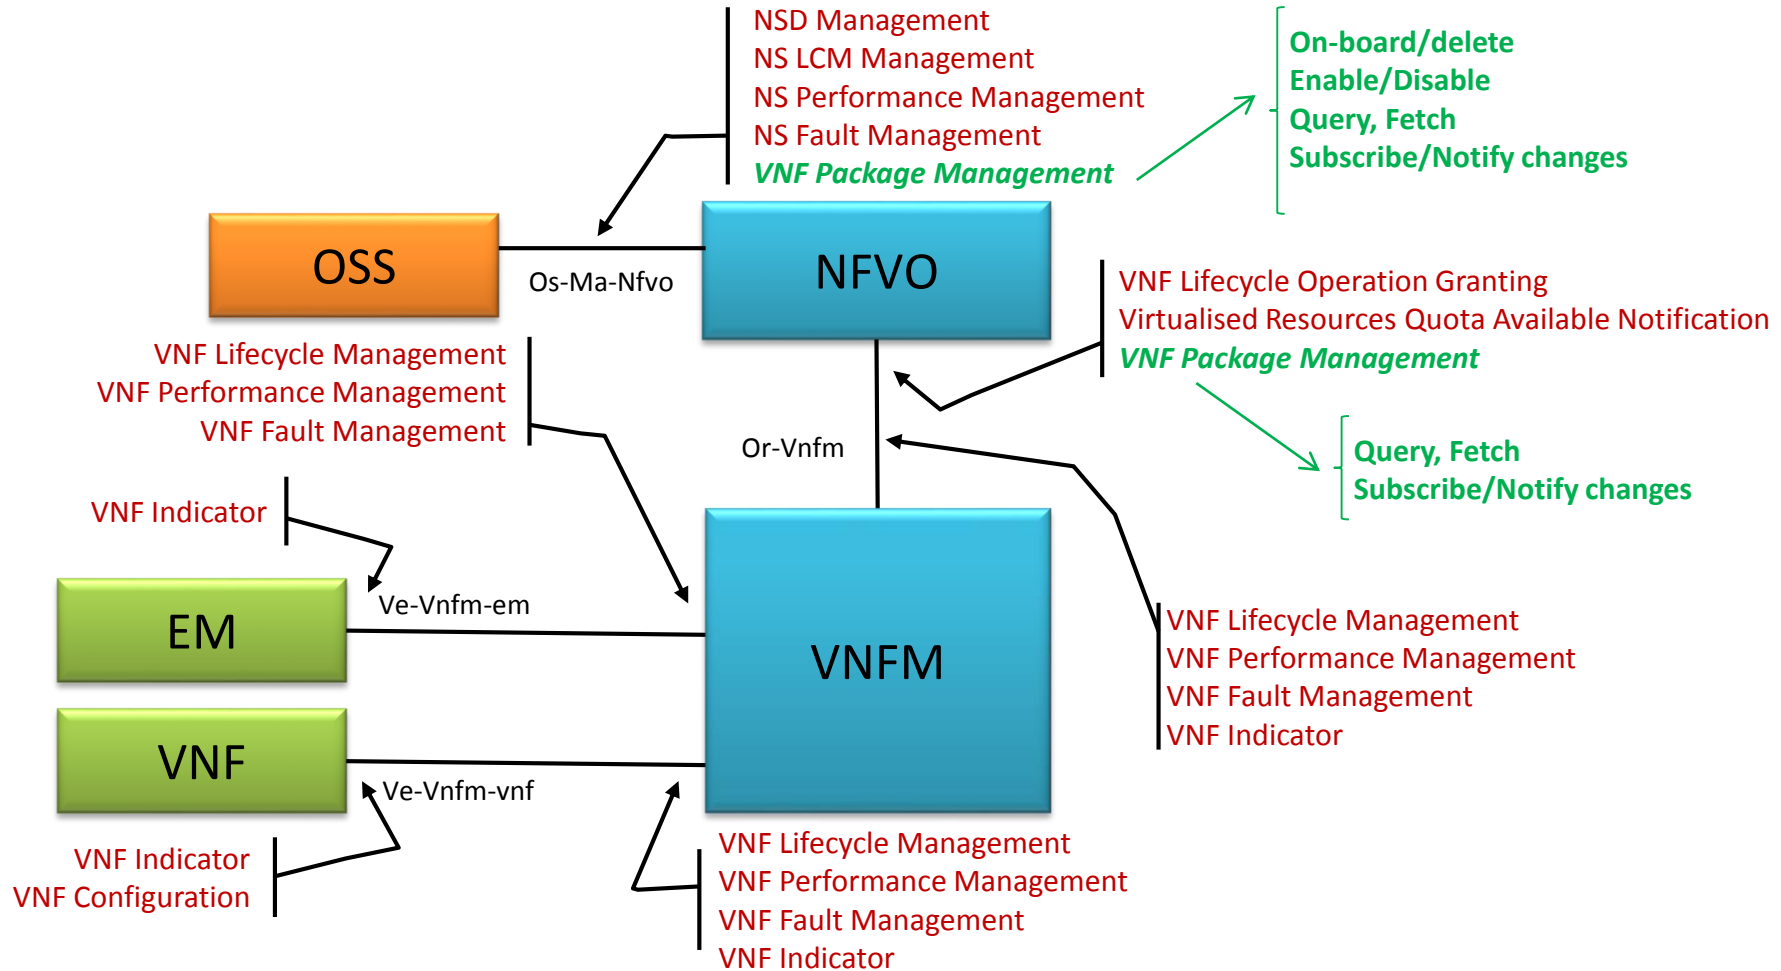 NSD Management
NS LCM Management
NS Performance Management
NS Fault Management
VNF Package Management
On-board/delete
Enable/Disable
Query, Fetch
Subscribe/Notify changes
OSS
Os-Ma-Nfvo
NFVO
VNF Lifecycle Operation Granting
Virtualised Resources Quota Available Notification
VNF Package Management
VNF Lifecycle Management
VNF Performance Management
VNF Fault Management
Or-Vnfm
Query, Fetch
Subscribe/Notify changes
VNF Indicator
Ve-Vnfm-em
EM
VNFM
VNF Lifecycle Management
VNF Performance Management
VNF Fault Management
VNF Indicator
VNF
Ve-Vnfm-vnf
VNF Indicator
VNF Configuration
VNF Lifecycle Management
VNF Performance Management
VNF Fault Management
VNF Indicator